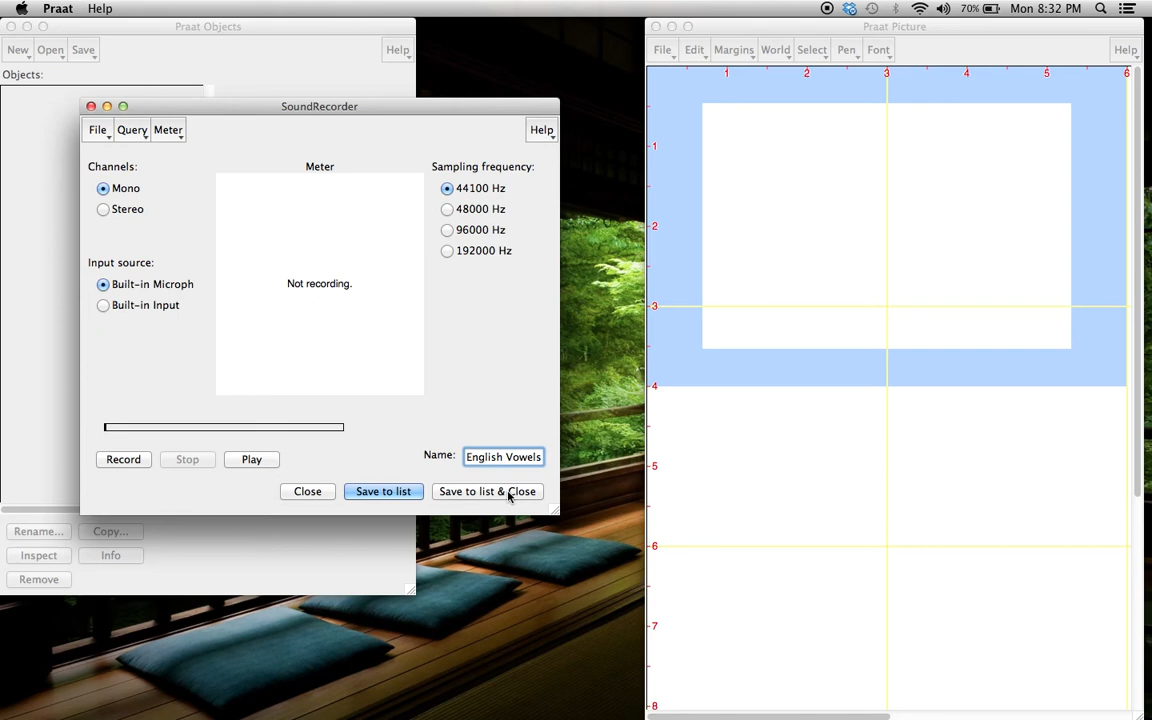 Praat Help 70% Mon 8:32 PM
Praat Objects
New Open Save Help
Objects:
SoundRecorder
File Query Meter Help
Channels: Meter Sampling frequency:
Mono 44100 Hz
Stereo 48000 Hz
96000 Hz
Input source: 192000 Hz
Built-in Microph
Not recording.
Built-in Input
Name: English Vowels
Record Stop Play
Close Save to list Save to list & Close
Rename... Copy...
Inspect Info
Remove
Praat Picture
File Edit Margins World Select Pen Font Help
1 2 3 4 5 6
1
2
3
4
5
6
7
8